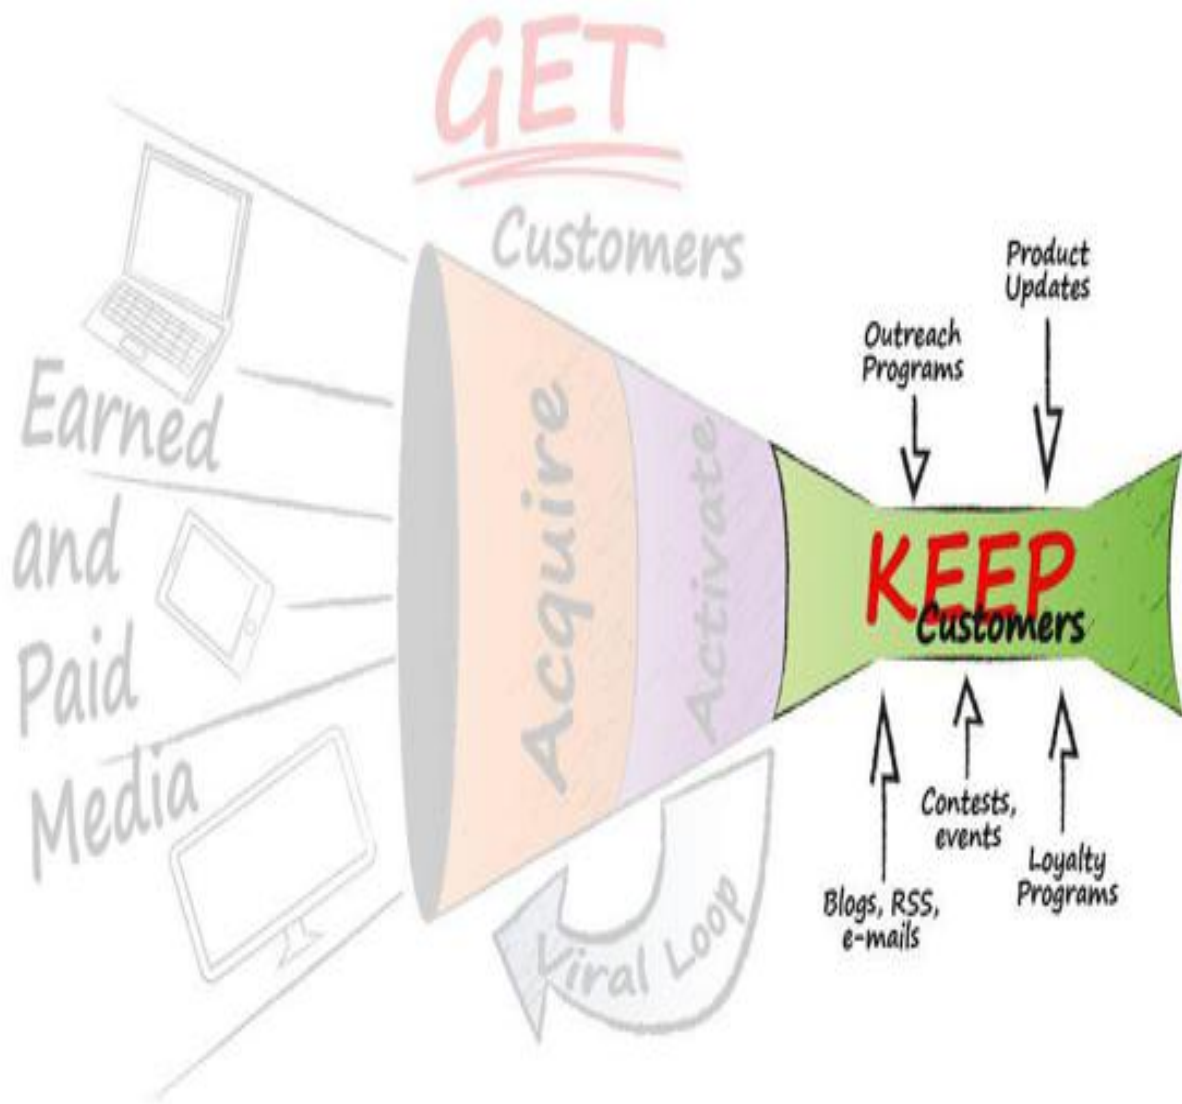 GET
Customers
Earned
and
Paid
Media
Acquire
Activate
Viral Loop
Product
Updates
Outreach
Programs
KEEP
Customers
Contests,
events
Loyalty
Programs
Blogs, RSS,
e-mails